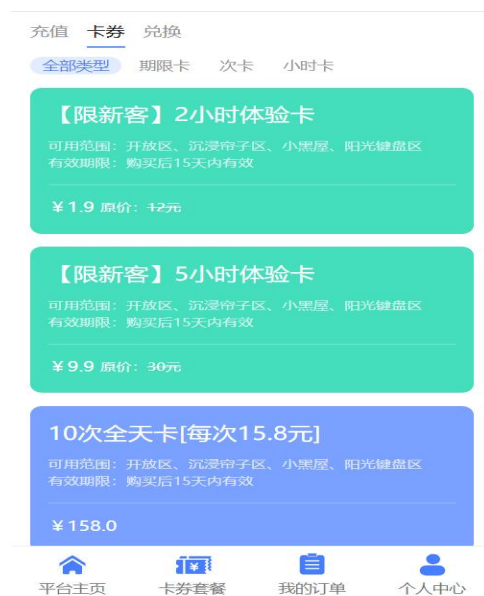 充值 卡券 兑换
全部类型 期限卡 次卡 小时卡
【限新客】2小时体验卡
可用范围：开放区、沉浸帘子区、小黑屋、阳光键盘区
有效期限：购买后15天内有效
￥1.9 原价：12元
【限新客】5小时体验卡
可用范围：开放区、沉浸帘子区、小黑屋、阳光键盘区
有效期限：购买后15天内有效
￥9.9 原价：30元
10次全天卡[每次15.8元]
可用范围：开放区、沉浸帘子区、小黑屋、阳光键盘区
有效期限：购买后15天内有效
￥158.0
平台主页 卡券套餐 我的订单 个人中心